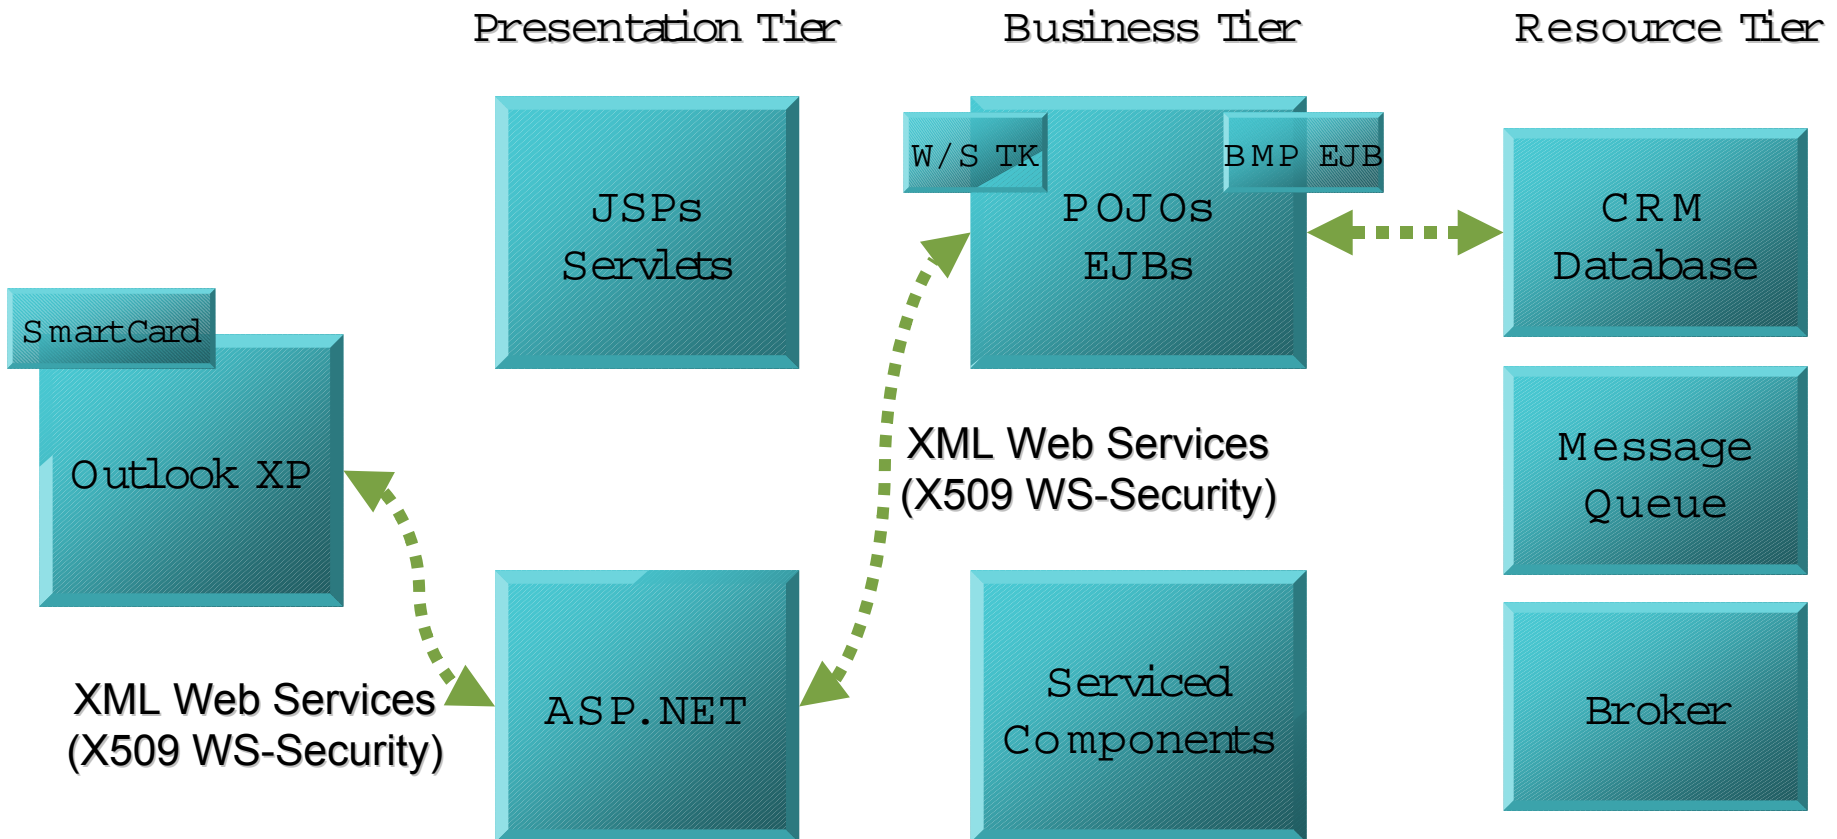 Presentation Tier
Business Tier
Resource Tier
JSPs
Servlets
W/S TK
BMP EJB
POJOs
EJBs
CRM
Database
SmartCard
Outlook XP
XML Web Services
(X509 WS-Security)
Message
Queue
XML Web Services
(X509 WS-Security)
ASP.NET
Serviced
Components
Broker